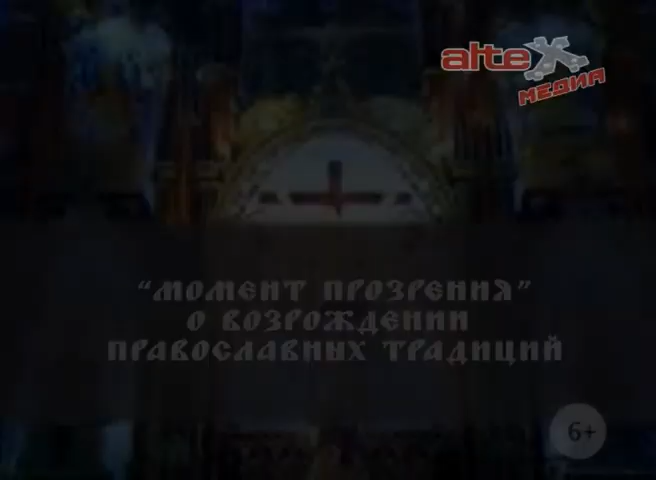 alteX
МЕДИА
“МОМЕНТ ПРОЗРЕНИЯ”
О ВОЗРОЖДЕНИИ
ПРАВОСЛАВНЫХ ТРАДИЦИЙ
6+